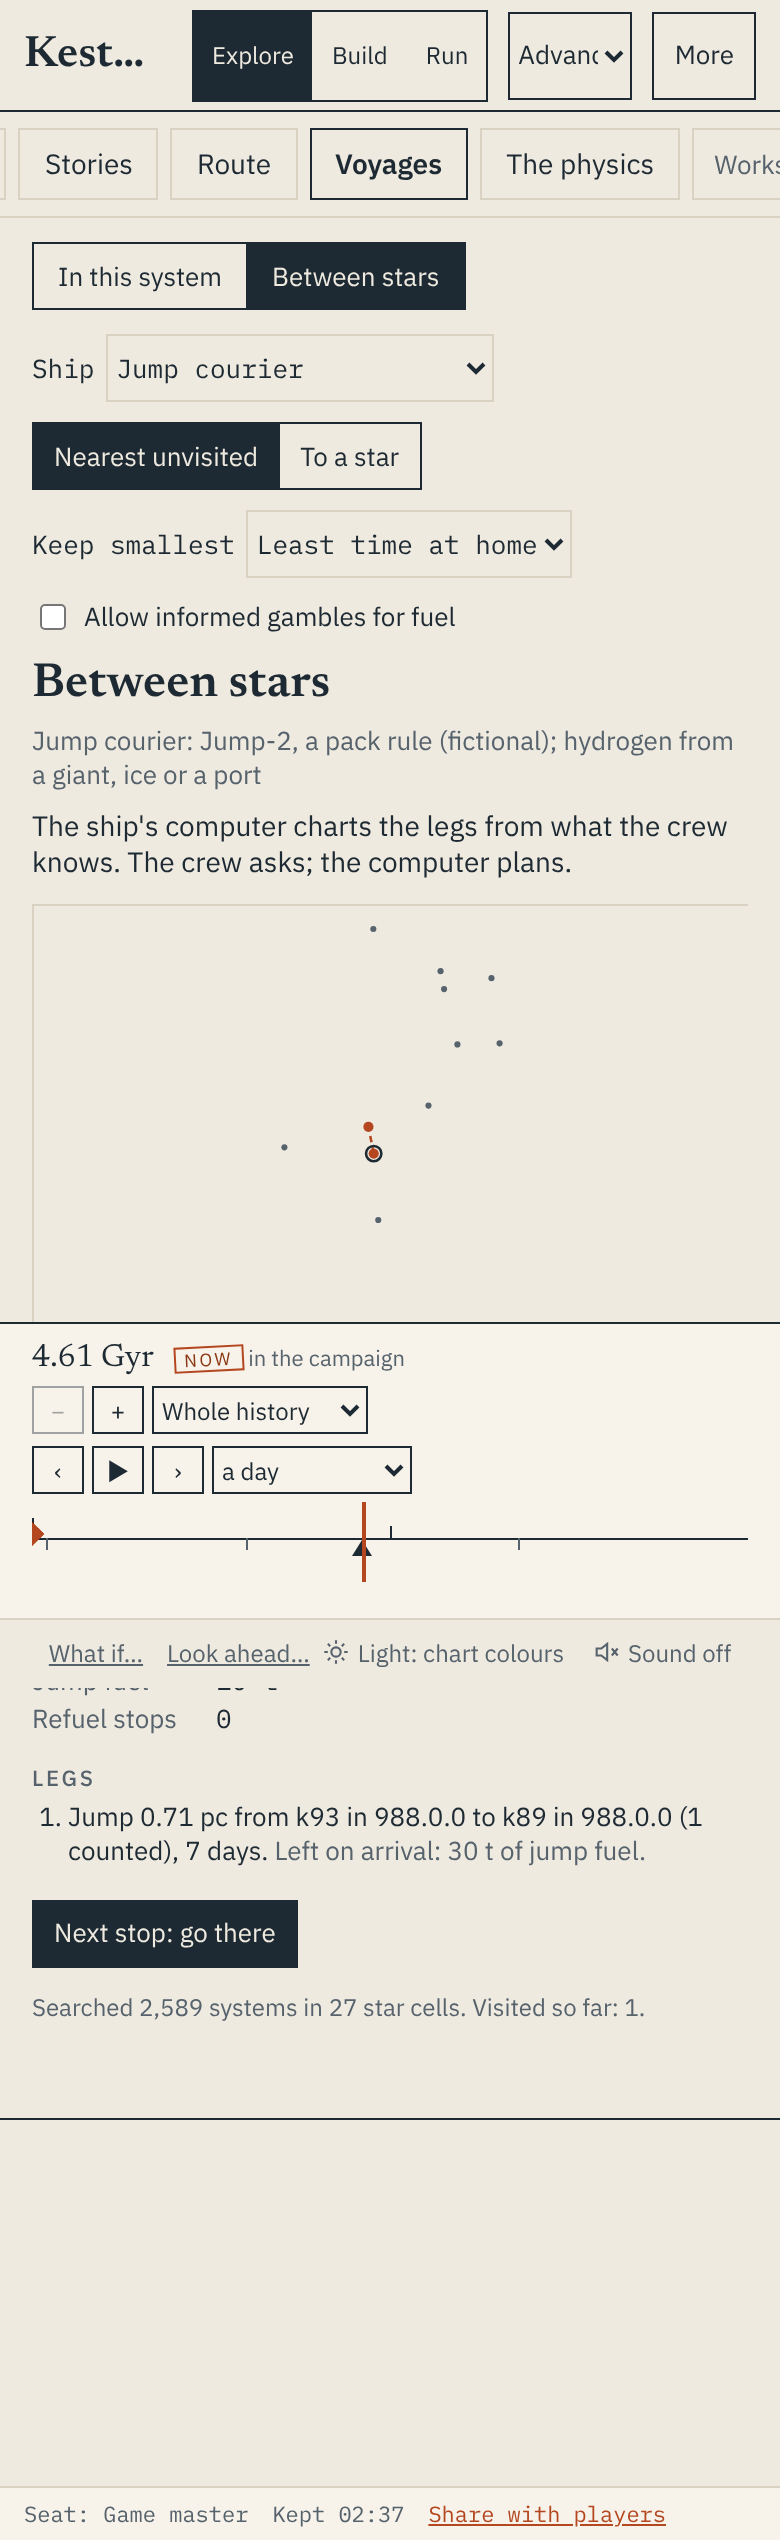 Kest...
Explore Build Run
Advanc
More
Stories Route Voyages The physics Works
In this system Between stars
Ship Jump courier
Nearest unvisited To a star
Keep smallest Least time at home
Allow informed gambles for fuel
Between stars
Jump courier: Jump-2, a pack rule (fictional); hydrogen from
a giant, ice or a port
The ship's computer charts the legs from what the crew
knows. The crew asks; the computer plans.
4.61 Gyr NOW in the campaign
− + Whole history
‹ › a day
What if... Look ahead... Light: chart colours Sound off
Refuel stops 0
LEGS
1. Jump 0.71 pc from k93 in 988.0.0 to k89 in 988.0.0 (1
counted), 7 days. Left on arrival: 30 t of jump fuel.
Next stop: go there
Searched 2,589 systems in 27 star cells. Visited so far: 1.
Seat: Game master Kept 02:37 Share with players